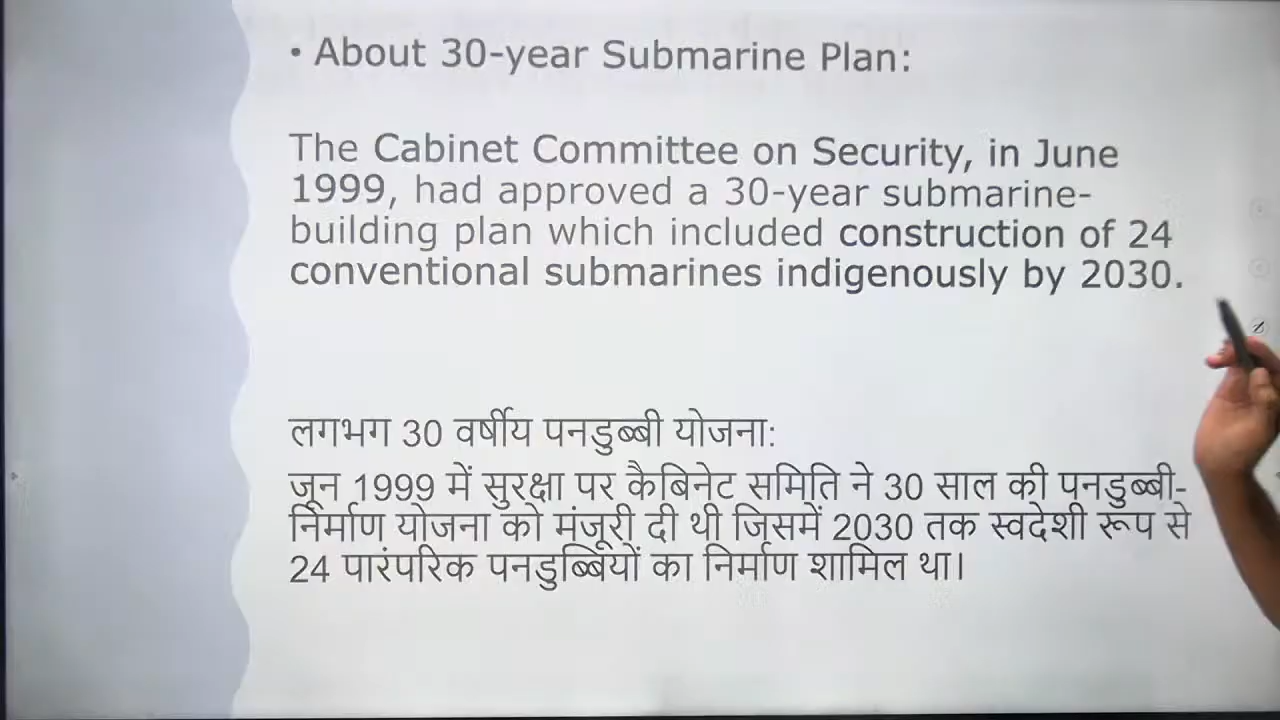 • About 30-year Submarine Plan:
The Cabinet Committee on Security, in June
1999, had approved a 30-year submarine-
building plan which included construction of 24
conventional submarines indigenously by 2030.
लगभग 30 वर्षीय पनडुब्बी योजना:
जून 1999 में सुरक्षा पर कैबिनेट समिति ने 30 साल की पनडुब्बी-
निर्माण योजना को मंजूरी दी थी जिसमें 2030 तक स्वदेशी रूप से
24 पारंपरिक पनडुब्बियों का निर्माण शामिल था।